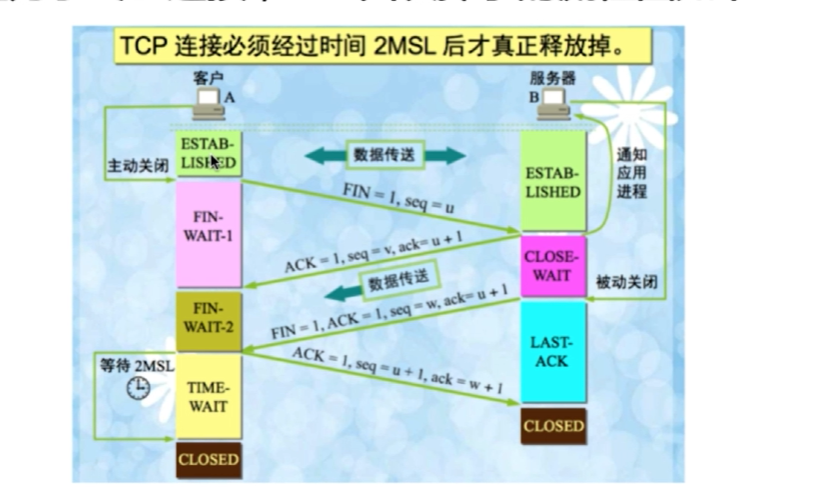 TCP 连接必须经过时间 2MSL 后才真正释放掉。
客户
A
服务器
B
主动关闭
ESTAB-
LISHED
数据传送
ESTAB-
LISHED
通知
应用
进程
FIN = 1, seq = u
FIN-
WAIT-1
ACK = 1, seq = v, ack= u + 1
CLOSE-
WAIT
被动关闭
数据传送
FIN-
WAIT-2
FIN = 1, ACK = 1, seq = w, ack= u + 1
LAST-
ACK
等待 2MSL
ACK = 1, seq = u + 1, ack = w + 1
TIME-
WAIT
CLOSED
CLOSED